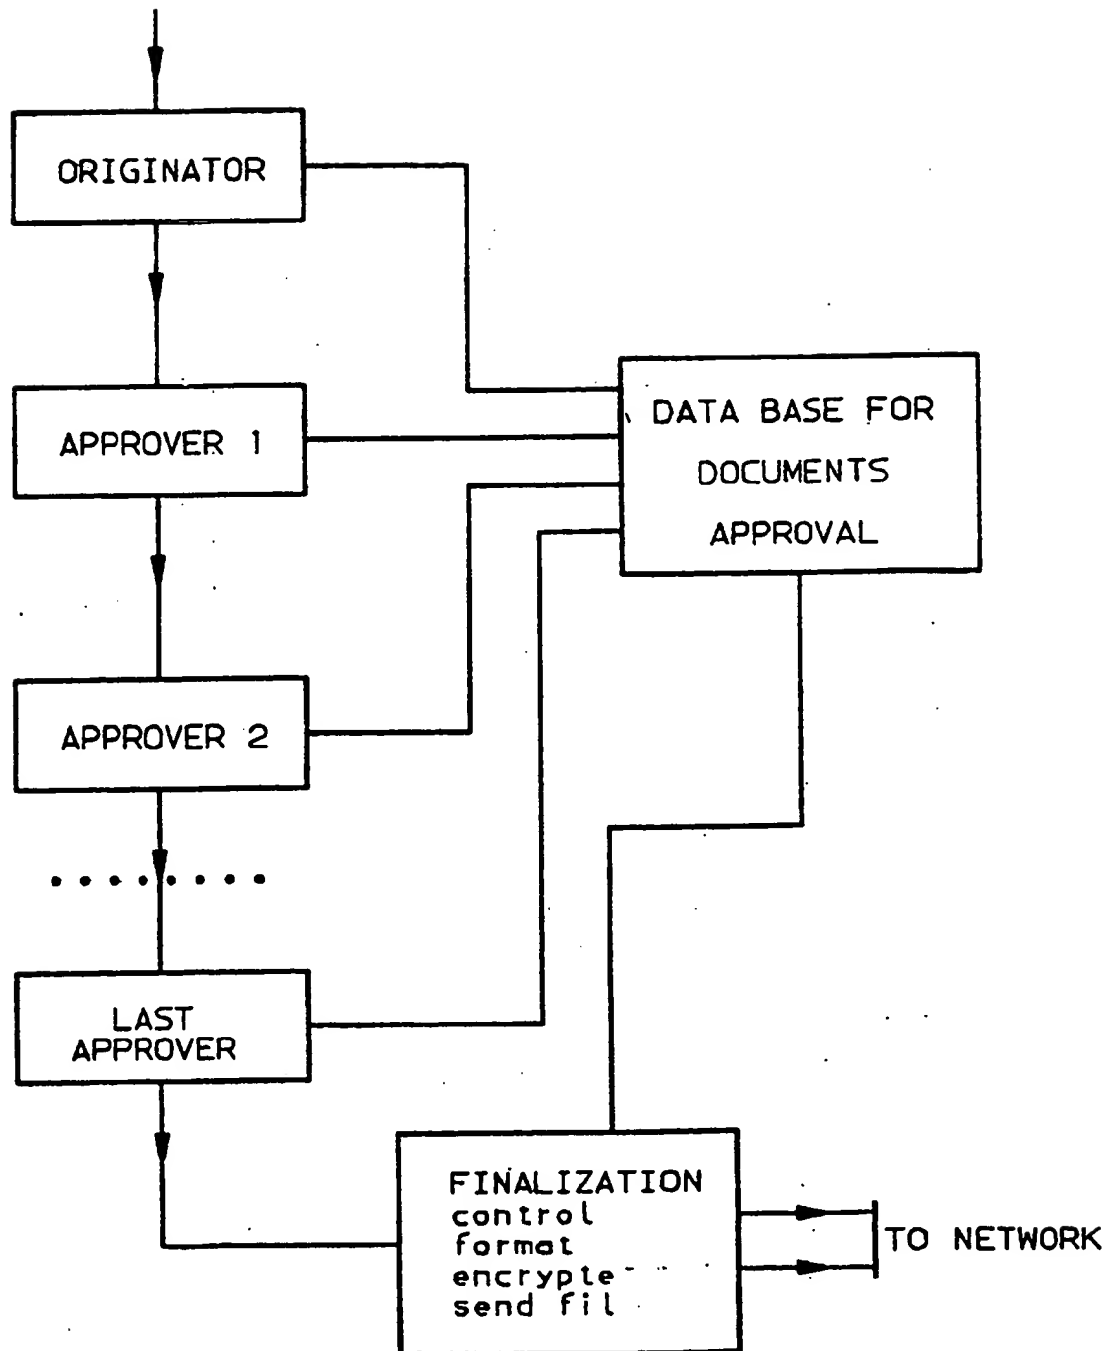 ORIGINATOR
APPROVER 1
DATA BASE FOR
DOCUMENTS
APPROVAL
APPROVER 2
LAST
APPROVER
FINALIZATION
control
format
encrypte
send fil
TO NETWORK